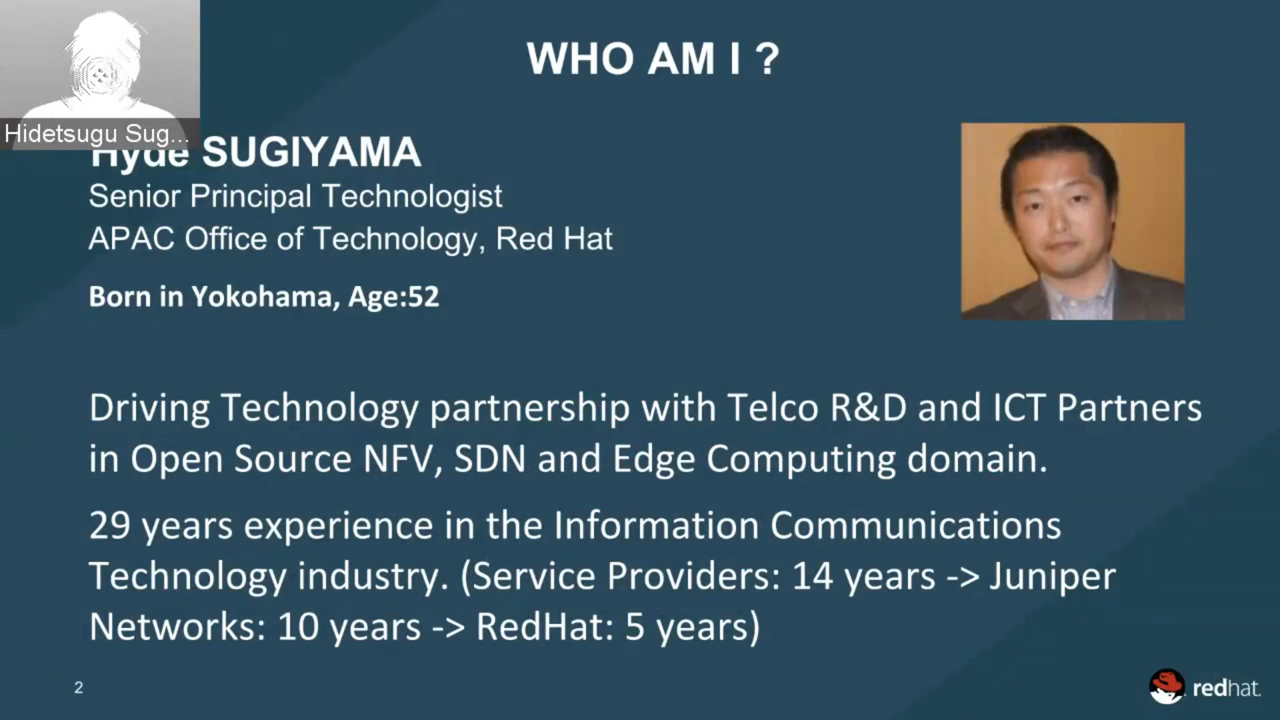 WHO AM I ?
Hidetsugu Sug...
Hyde SUGIYAMA
Senior Principal Technologist
APAC Office of Technology, Red Hat
Born in Yokohama, Age:52
Driving Technology partnership with Telco R&D and ICT Partners
in Open Source NFV, SDN and Edge Computing domain.
29 years experience in the Information Communications
Technology industry. (Service Providers: 14 years -> Juniper
Networks: 10 years -> RedHat: 5 years)
2
redhat.